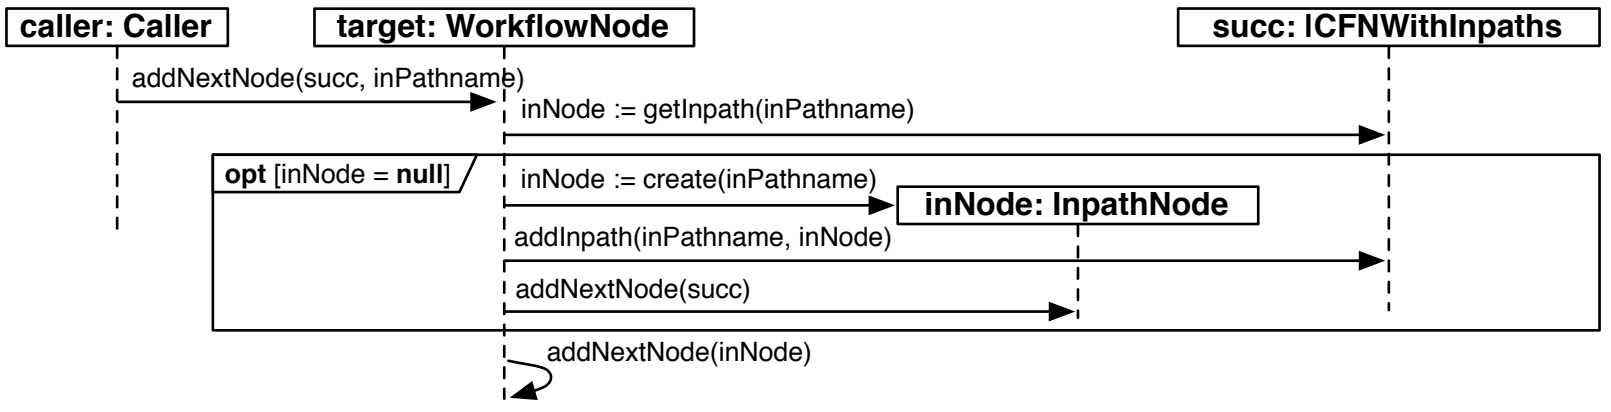 caller: Caller
target: WorkflowNode
succ: ICFNWithInpaths
addNextNode(succ, inPathname)
inNode := getInpath(inPathname)
opt [inNode = null]
inNode := create(inPathname)
inNode: InpathNode
addInpath(inPathname, inNode)
addNextNode(succ)
addNextNode(inNode)